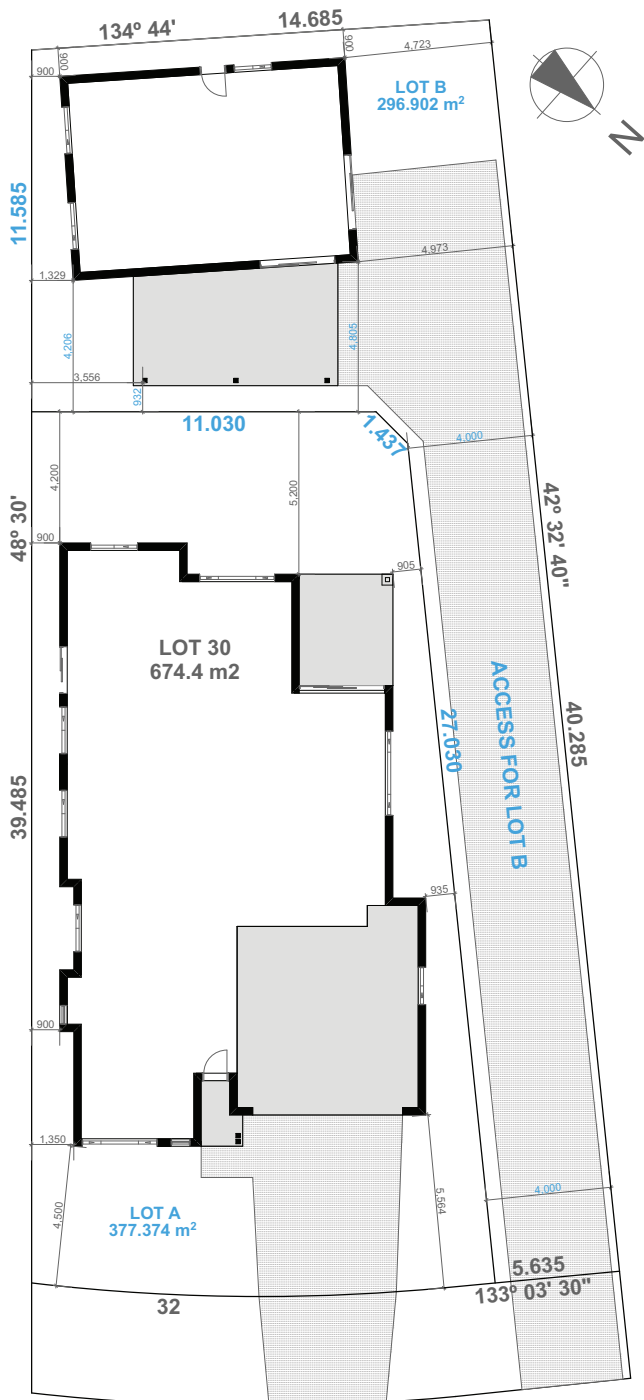 134º 44'
14.685
900
900
900
4,723
LOT B
296.902 m²
N
11.585
1,329
4,973
4,206
4,805
3,556
932
11.030
1.437
4,000
4,200
5,200
48º 30'
900
905
42º 32' 40"
LOT 30
674.4 m2
ACCESS FOR LOT B
27.030
40.285
39.485
935
900
1,350
4,500
5,564
4,000
LOT A
377.374 m²
5.635
133º 03' 30"
32